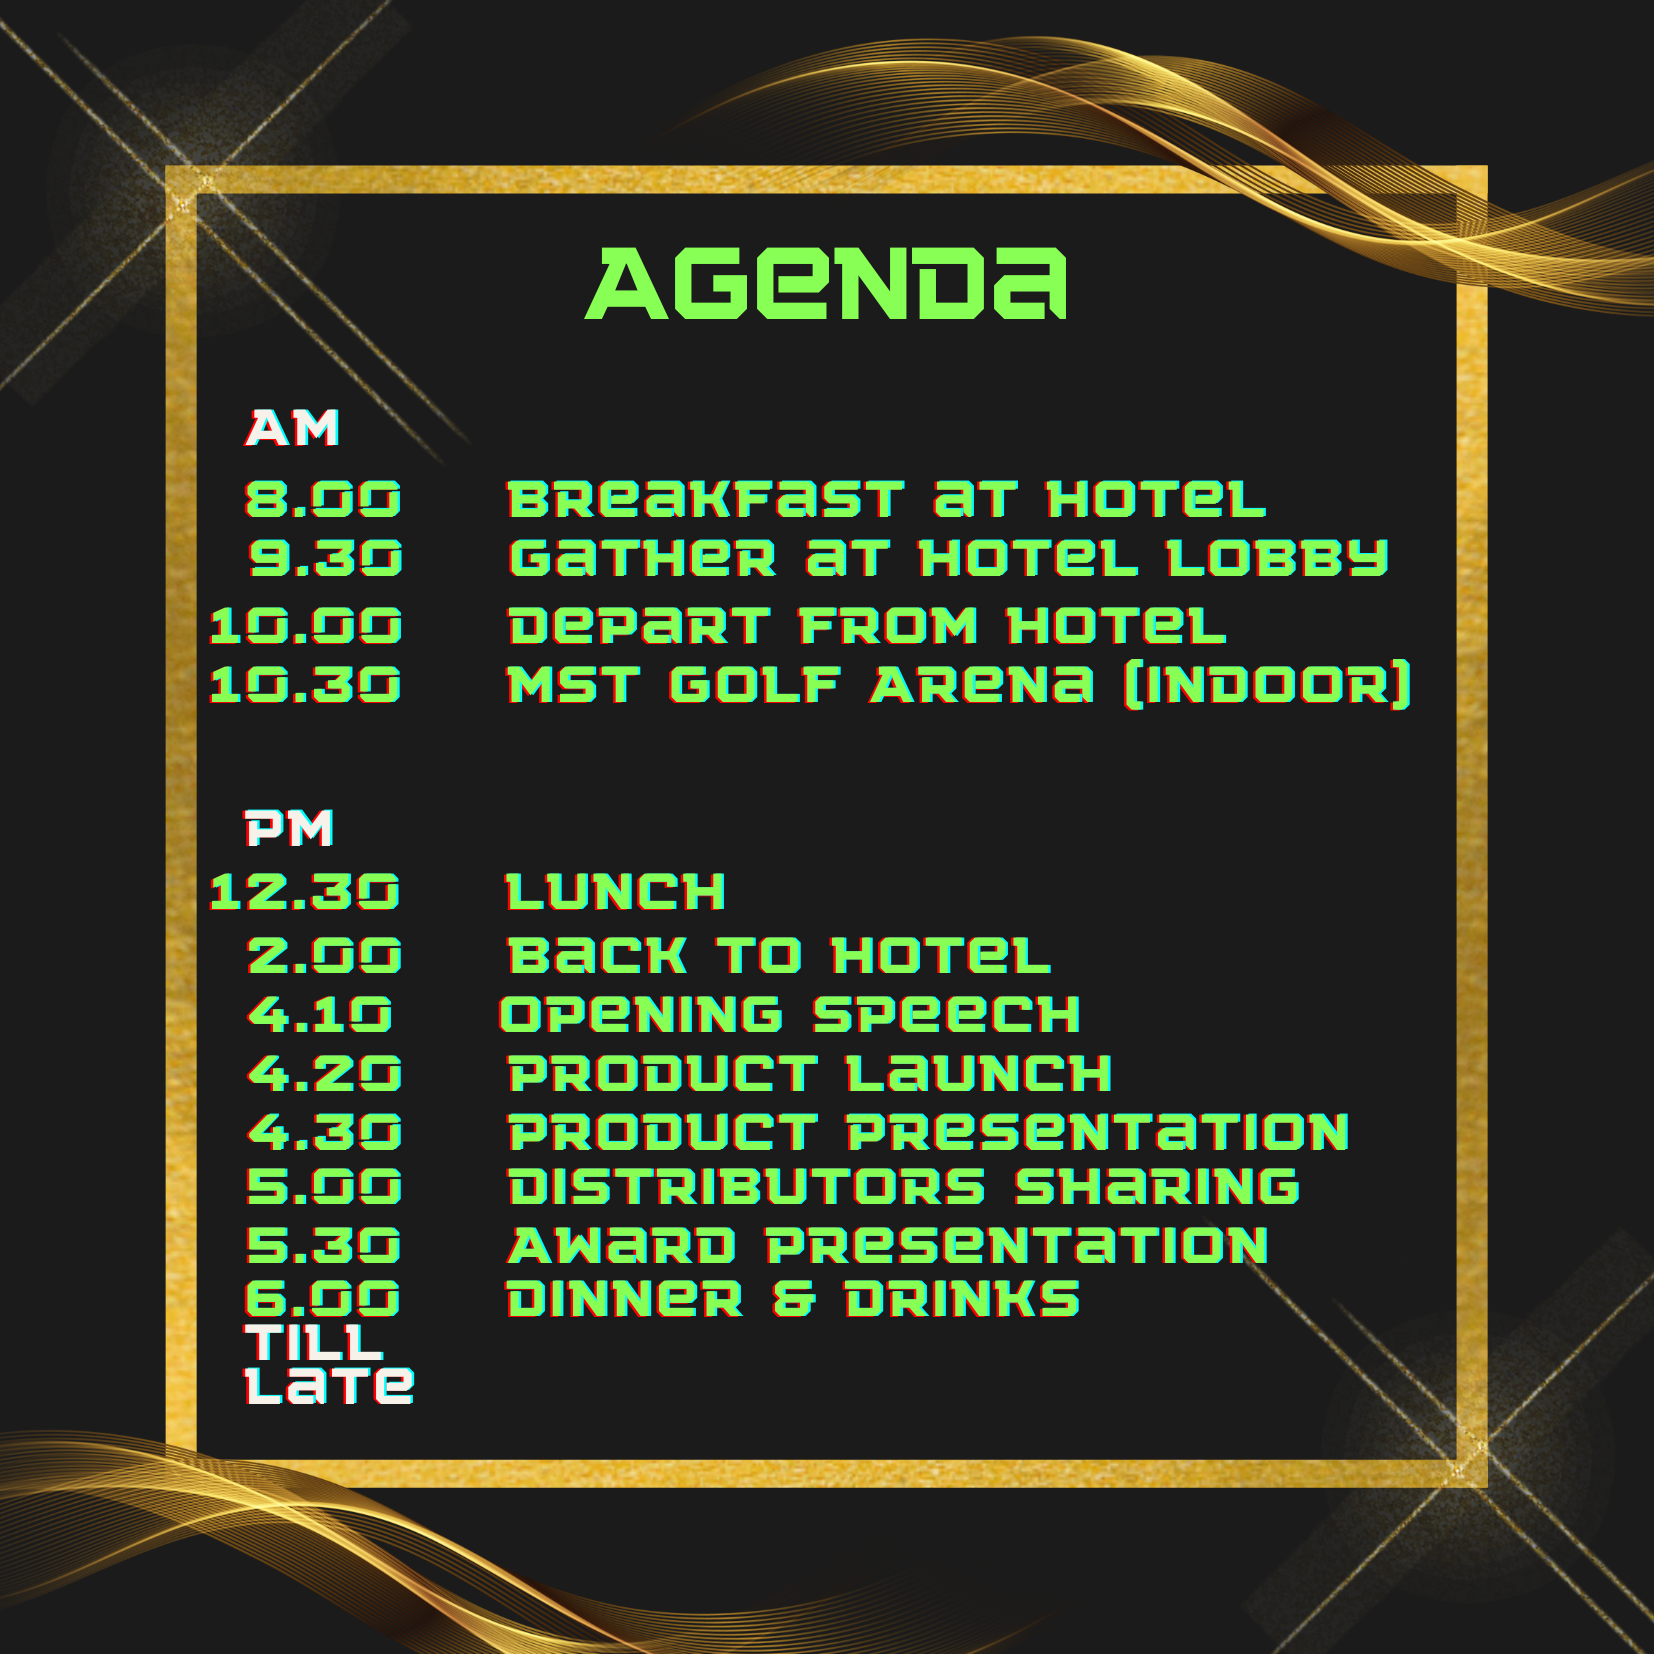 AGENDA
AM
8.00 BREAKFAST AT HOTEL
9.30 GATHER AT HOTEL LOBBY
10.00 DEPART FROM HOTEL
10.30 MST GOLF ARENA (INDOOR)
PM
12.30 LUNCH
2.00 BACK TO HOTEL
4.10 OPENING SPEECH
4.20 PRODUCT LAUNCH
4.30 PRODUCT PRESENTATION
5.00 DISTRIBUTORS SHARING
5.30 AWARD PRESENTATION
6.00 DINNER & DRINKS
TILL
LATE